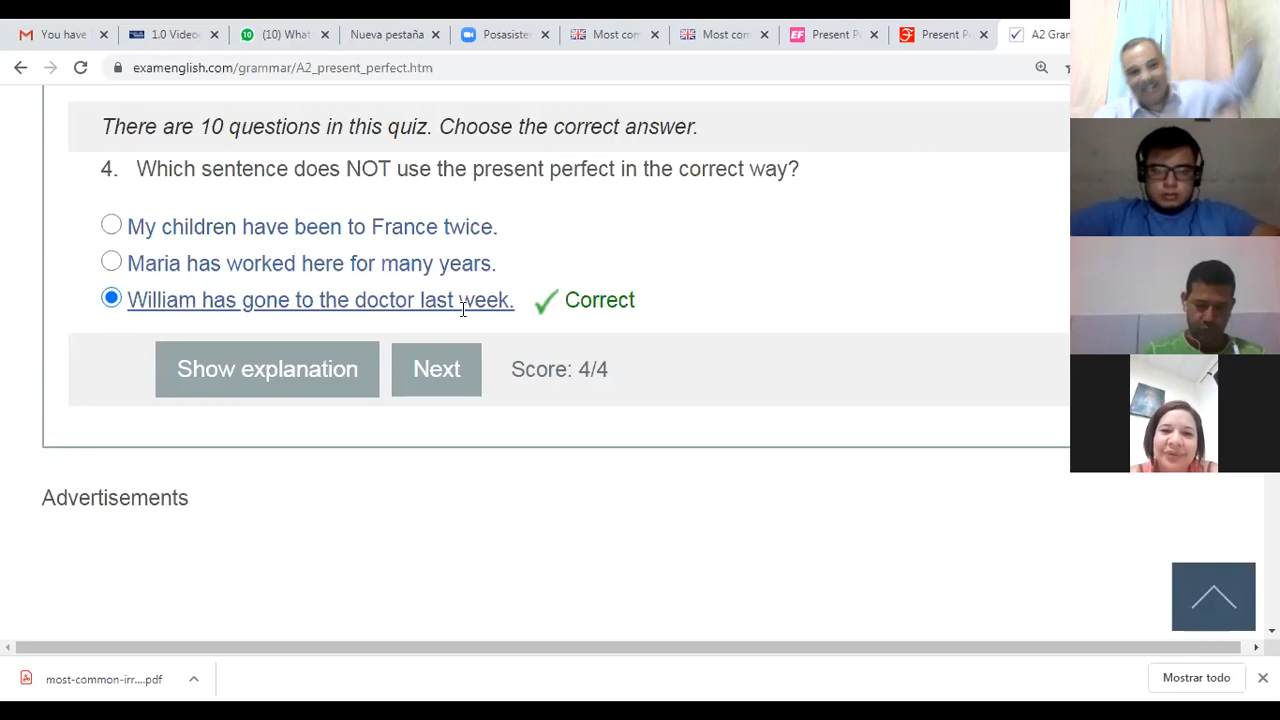 You have
1.0 Video
(10) What
Nueva pestaña
Posasister
Most com
Most com
EF
Present P
Present P
A2 Gra
examenglish.com/grammar/A2_present_perfect.htm
There are 10 questions in this quiz. Choose the correct answer.
4. Which sentence does NOT use the present perfect in the correct way?
My children have been to France twice.
Maria has worked here for many years.
William has gone to the doctor last week. Correct
Show explanation Next Score: 4/4
Advertisements
most-common-irr....pdf
Mostrar todo